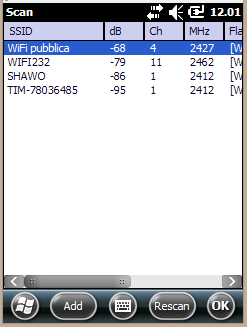 Scan 12.01
SSID dB Ch MHz Fla
WiFi pubblica -68 4 2427 [W
WIFI232 -79 11 2462 [W
SHAWO -86 1 2412 [W
TIM-78036485 -95 1 2412 [W
Add Rescan OK